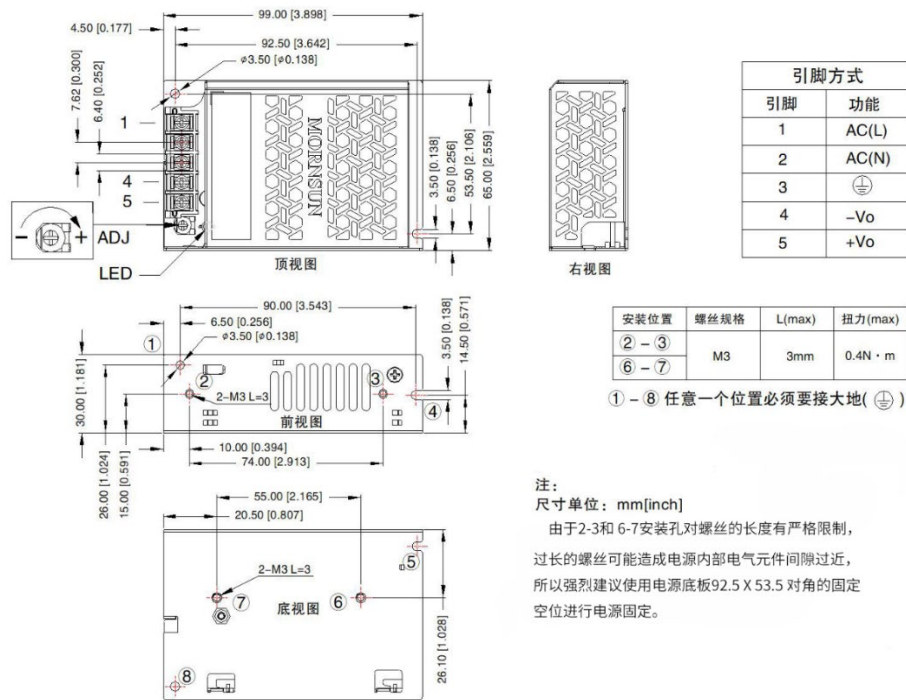 99.00 [3.898]
4.50 [0.177]
92.50 [3.642]
ø3.50 [ø0.138]
7.62 [0.300]
6.40 [0.252]
1
4
5
MORNSUN
3.50 [0.138]
6.50 [0.256]
53.50 [2.106]
65.00 [2.559]
- + ADJ
LED
顶视图
右视图
引脚方式
引脚 功能
1 AC(L)
2 AC(N)
3
4 −Vo
5 +Vo
90.00 [3.543]
6.50 [0.256]
ø3.50 [ø0.138]
①
②
③
④
2-M3 L=3
前视图
3.50 [0.138]
14.50 [0.571]
30.00 [1.181]
26.00 [1.024]
15.00 [0.591]
10.00 [0.394]
74.00 [2.913]
安装位置 螺丝规格 L(max) 扭力(max)
②－③
M3 3mm 0.4N・m
⑥－⑦
①－⑧ 任意一个位置必须要接大地( )
55.00 [2.165]
20.50 [0.807]
2-M3 L=3
⑤
⑦
底视图
⑥
⑧
26.10 [1.028]
注：
尺寸单位：mm[inch]
由于2-3和 6-7安装孔对螺丝的长度有严格限制，
过长的螺丝可能造成电源内部电气元件间隙过近，
所以强烈建议使用电源底板92.5 X 53.5 对角的固定
空位进行电源固定。